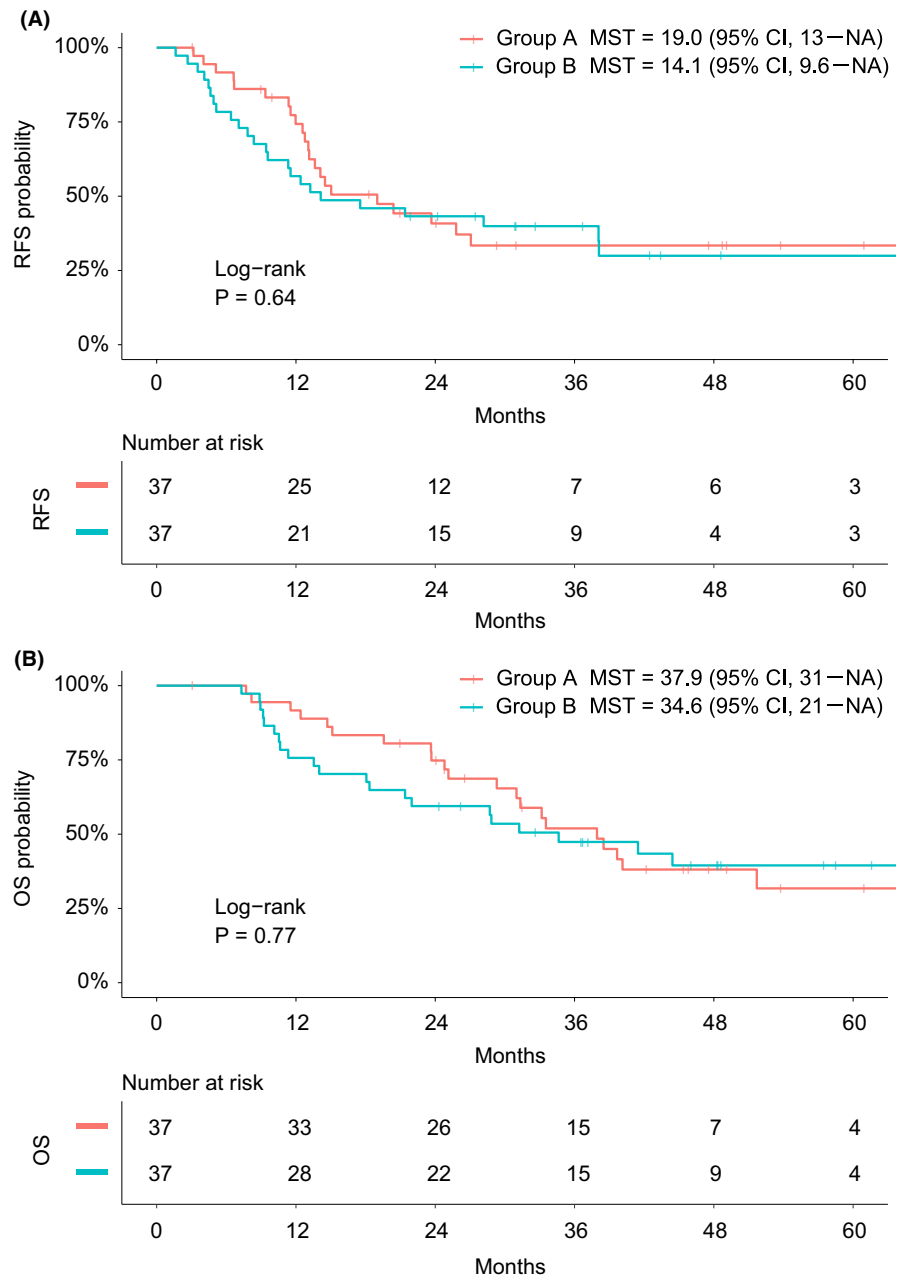 (A)
100%
75%
50%
25%
0%
RFS probability
Group A MST = 19.0 (95% CI, 13−NA)
Group B MST = 14.1 (95% CI, 9.6−NA)
Log−rank
P = 0.64
0 12 24 36 48 60
Months
Number at risk
RFS
37 25 12 7 6 3
37 21 15 9 4 3
0 12 24 36 48 60
Months
(B)
100%
75%
50%
25%
0%
OS probability
Group A MST = 37.9 (95% CI, 31−NA)
Group B MST = 34.6 (95% CI, 21−NA)
Log−rank
P = 0.77
0 12 24 36 48 60
Months
Number at risk
OS
37 33 26 15 7 4
37 28 22 15 9 4
0 12 24 36 48 60
Months